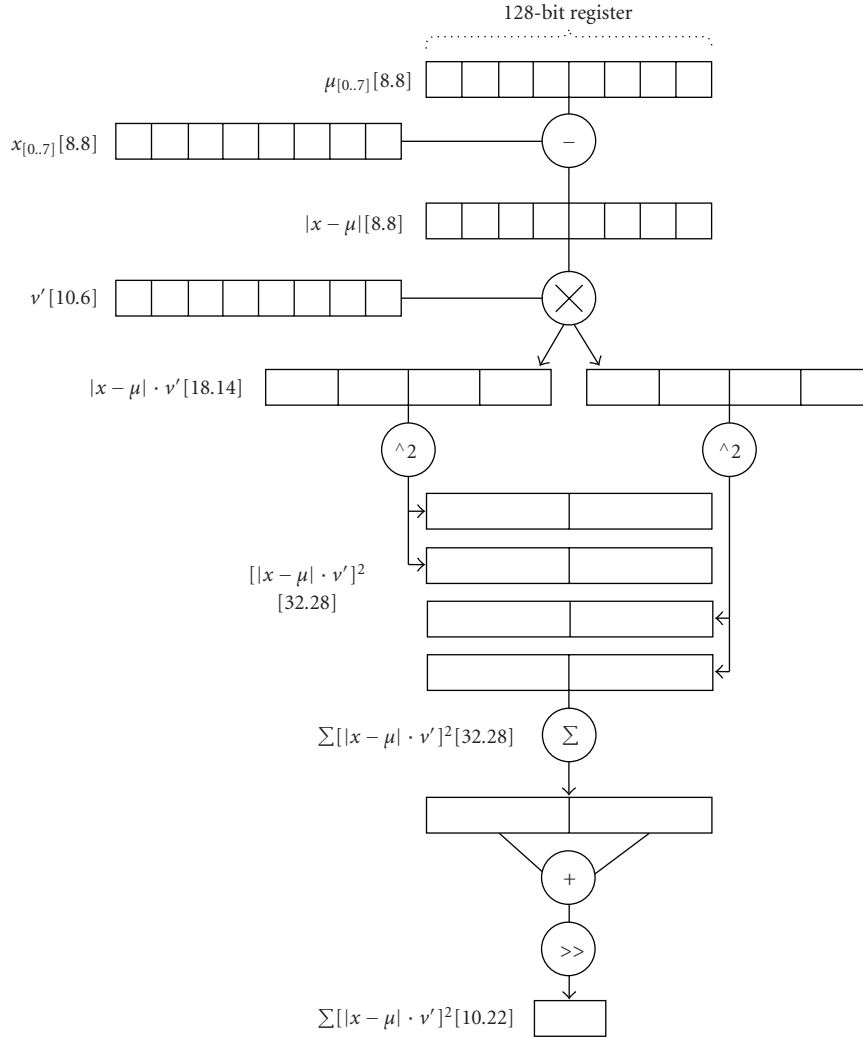 128-bit register
μ[0..7][8.8]
x[0..7][8.8]
−
|x − μ|[8.8]
ν′[10.6]
|x − μ| · ν′[18.14]
^2
^2
[|x − μ| · ν′]²
[32.28]
∑[|x − μ| · ν′]²[32.28]
∑
+
>>
∑[|x − μ| · ν′]²[10.22]